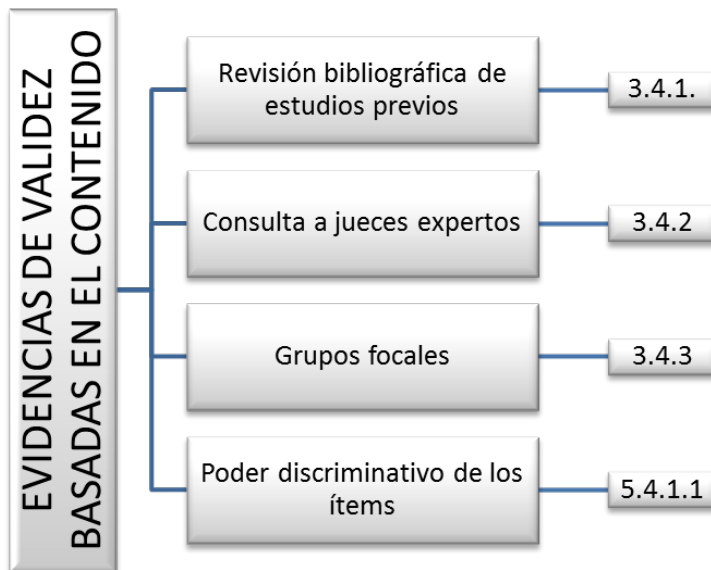 EVIDENCIAS DE VALIDEZ
BASADAS EN EL CONTENIDO
Revisión bibliográfica de
estudios previos
3.4.1.
Consulta a jueces expertos
3.4.2
Grupos focales
3.4.3
Poder discriminativo de los
ítems
5.4.1.1